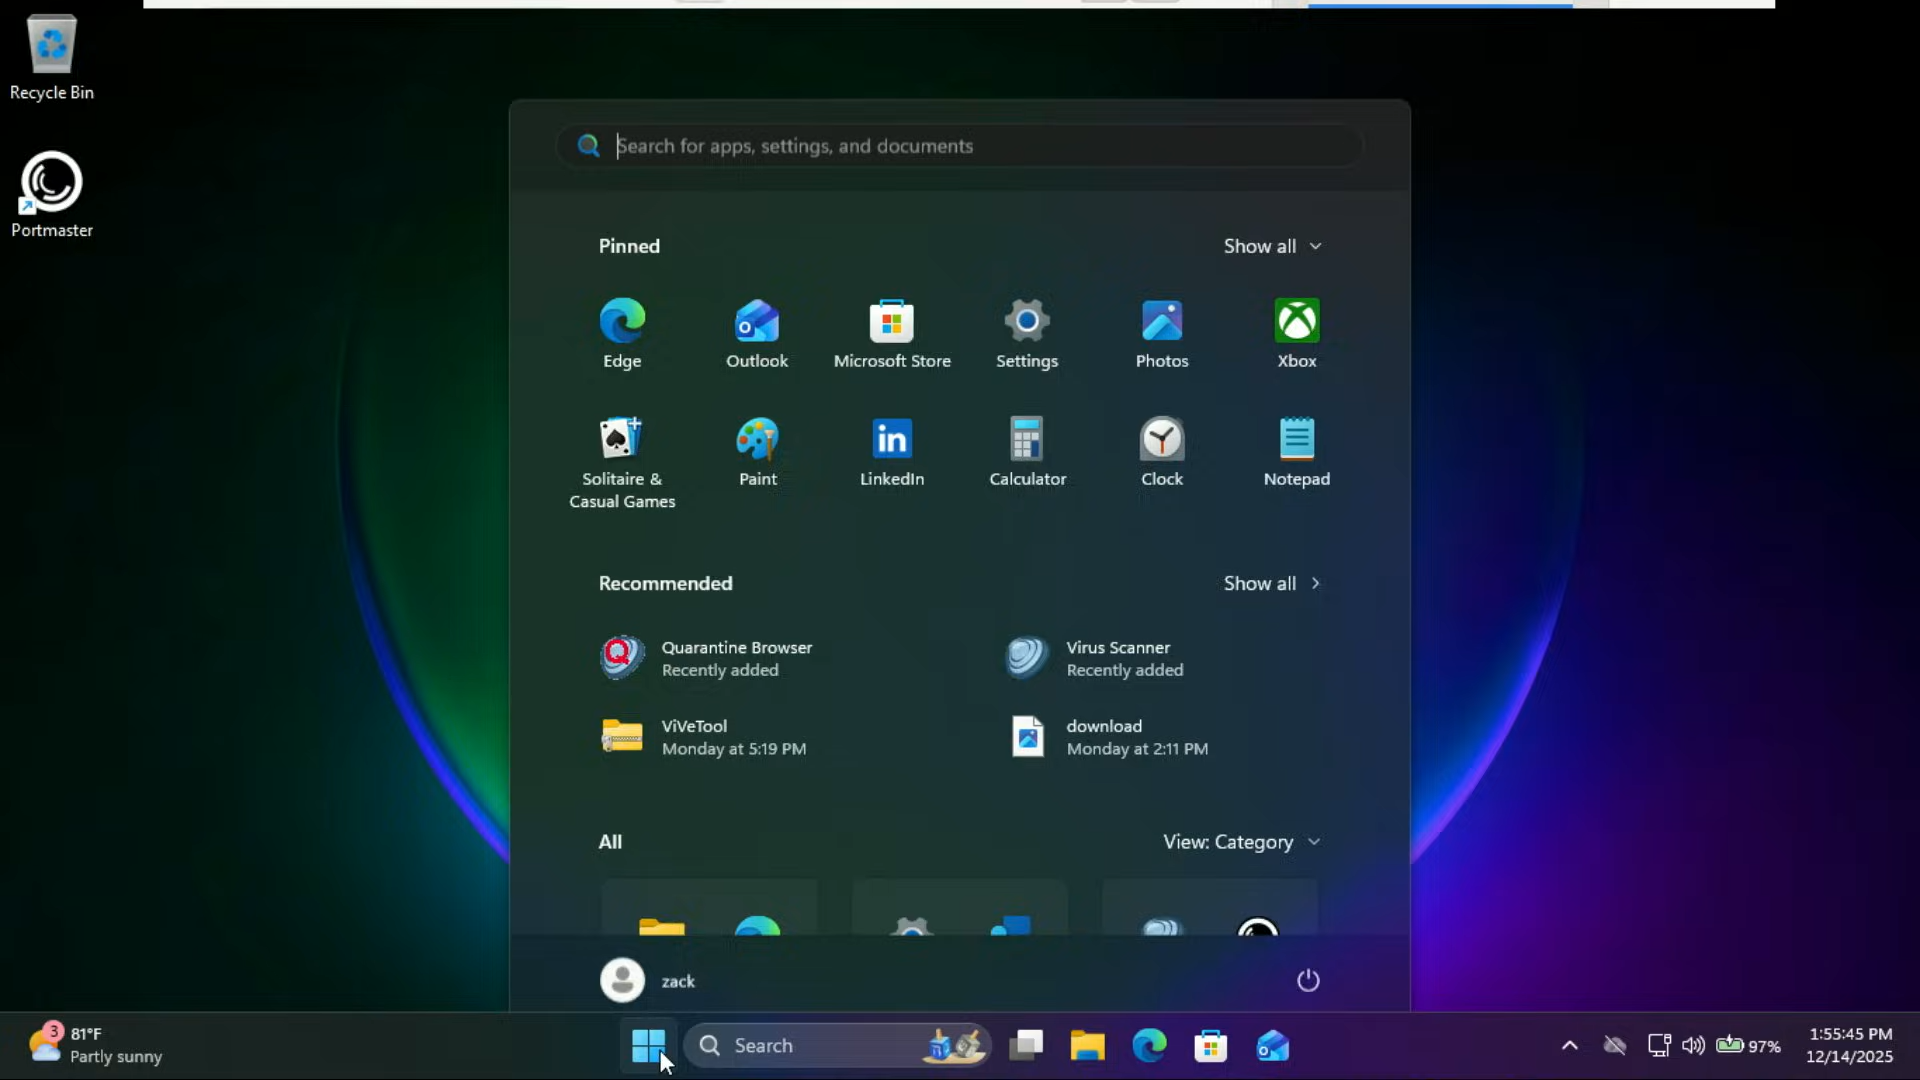 Recycle Bin
Portmaster
Search for apps, settings, and documents
Pinned
Show all
Edge
Outlook
Microsoft Store
Settings
Photos
Xbox
Solitaire &
Casual Games
Paint
LinkedIn
Calculator
Clock
Notepad
Recommended
Show all
Quarantine Browser
Recently added
Virus Scanner
Recently added
ViVeTool
Monday at 5:19 PM
download
Monday at 2:11 PM
All
View: Category
zack
3
81°F
Partly sunny
Search
97%
1:55:45 PM
12/14/2025